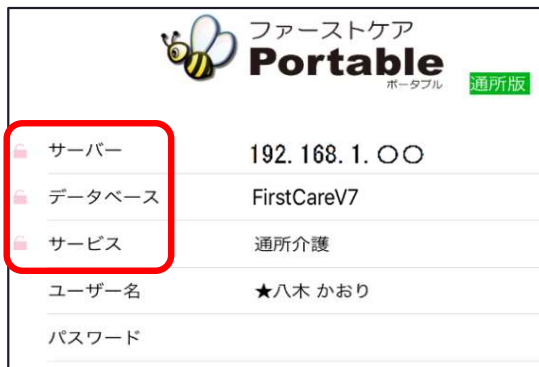 ファーストケア
Portable
ポータブル
通所版
サーバー 192. 168. 1. 〇〇
データベース FirstCareV7
サービス 通所介護
ユーザー名 ★八木 かおり
パスワード